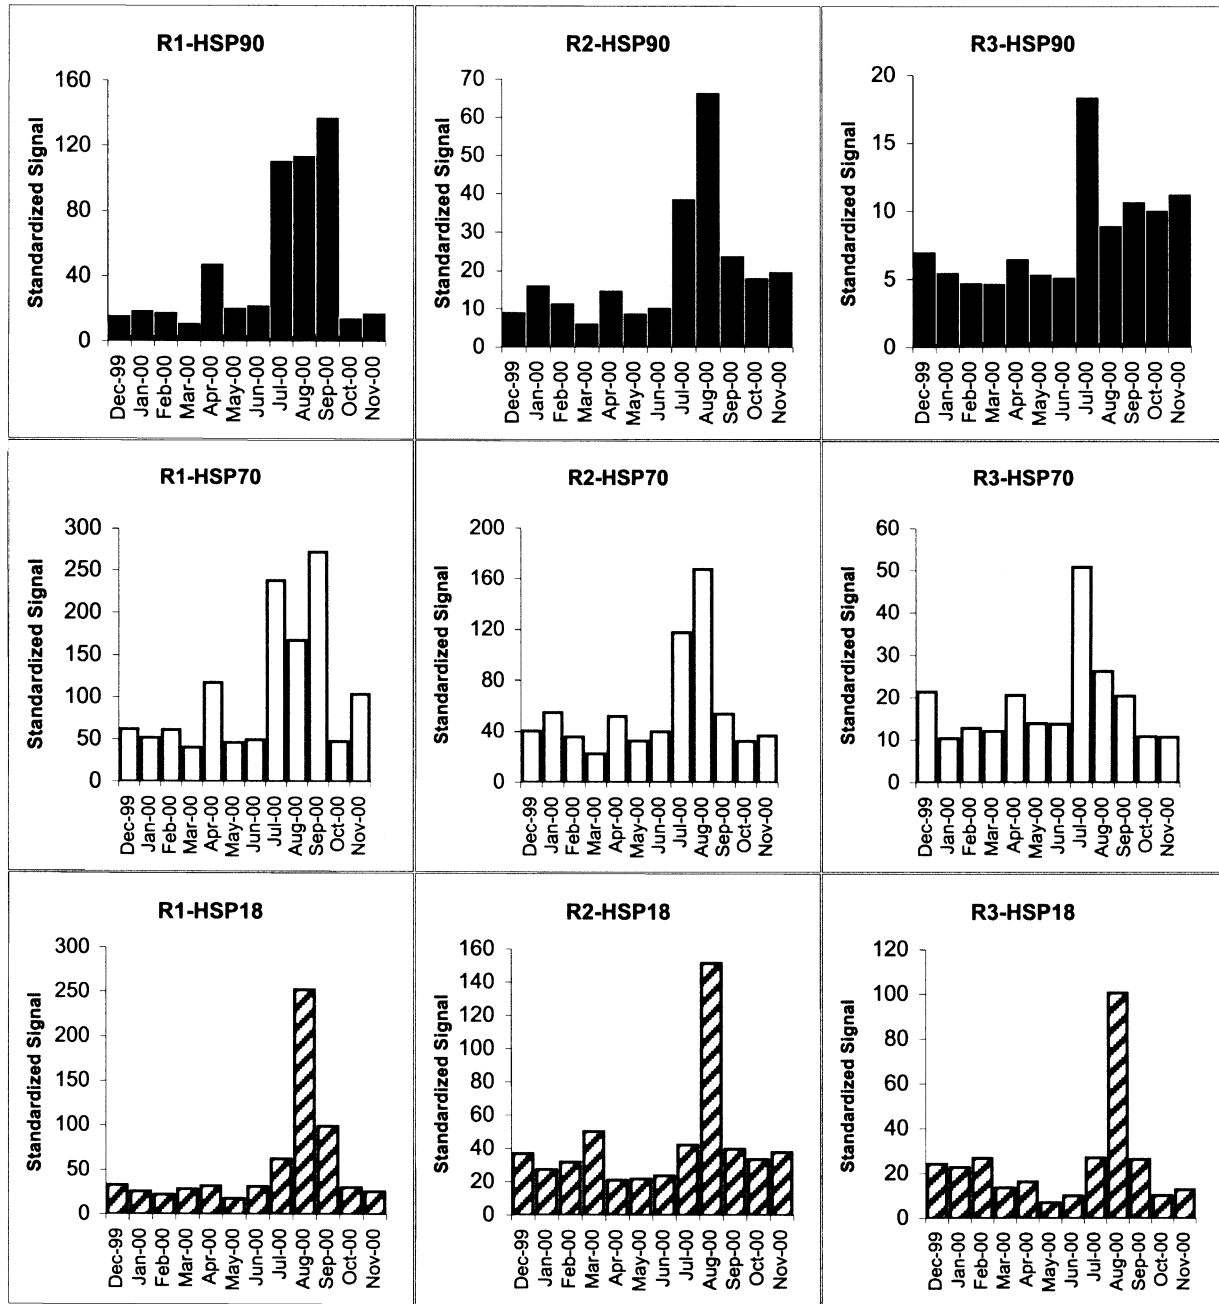 R1-HSP90
Standardized Signal
160
120
80
40
0
Dec-99
Jan-00
Feb-00
Mar-00
Apr-00
May-00
Jun-00
Jul-00
Aug-00
Sep-00
Oct-00
Nov-00
R2-HSP90
Standardized Signal
70
60
50
40
30
20
10
0
Dec-99
Jan-00
Feb-00
Mar-00
Apr-00
May-00
Jun-00
Jul-00
Aug-00
Sep-00
Oct-00
Nov-00
R3-HSP90
Standardized Signal
20
15
10
5
0
Dec-99
Jan-00
Feb-00
Mar-00
Apr-00
May-00
Jun-00
Jul-00
Aug-00
Sep-00
Oct-00
Nov-00
R1-HSP70
Standardized Signal
300
250
200
150
100
50
0
Dec-99
Jan-00
Feb-00
Mar-00
Apr-00
May-00
Jun-00
Jul-00
Aug-00
Sep-00
Oct-00
Nov-00
R2-HSP70
Standardized Signal
200
160
120
80
40
0
Dec-99
Jan-00
Feb-00
Mar-00
Apr-00
May-00
Jun-00
Jul-00
Aug-00
Sep-00
Oct-00
Nov-00
R3-HSP70
Standardized Signal
60
50
40
30
20
10
0
Dec-99
Jan-00
Feb-00
Mar-00
Apr-00
May-00
Jun-00
Jul-00
Aug-00
Sep-00
Oct-00
Nov-00
R1-HSP18
Standardized Signal
300
250
200
150
100
50
0
Dec-99
Jan-00
Feb-00
Mar-00
Apr-00
May-00
Jun-00
Jul-00
Aug-00
Sep-00
Oct-00
Nov-00
R2-HSP18
Standardized Signal
160
140
120
100
80
60
40
20
0
Dec-99
Jan-00
Feb-00
Mar-00
Apr-00
May-00
Jun-00
Jul-00
Aug-00
Sep-00
Oct-00
Nov-00
R3-HSP18
Standardized Signal
120
100
80
60
40
20
0
Dec-99
Jan-00
Feb-00
Mar-00
Apr-00
May-00
Jun-00
Jul-00
Aug-00
Sep-00
Oct-00
Nov-00